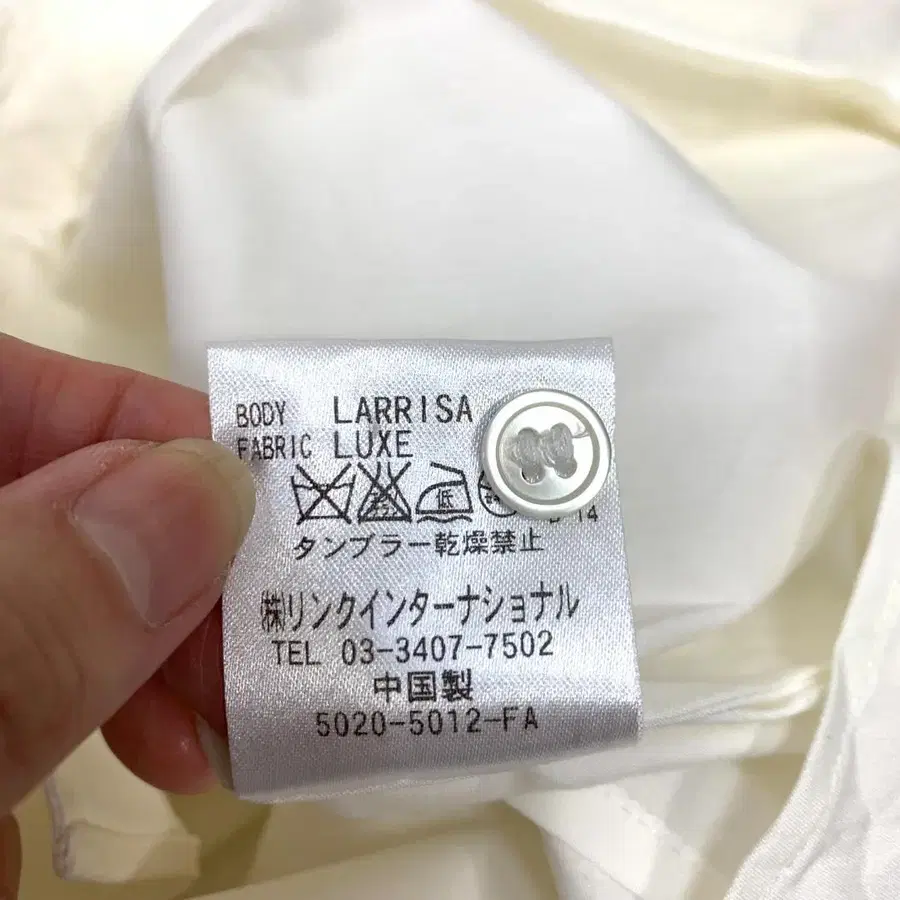 BODY LARRISA
FABRIC LUXE
低
タンブラー乾燥禁止
㈱リンクインターナショナル
TEL 03-3407-7502
中国製
5020-5012-FA